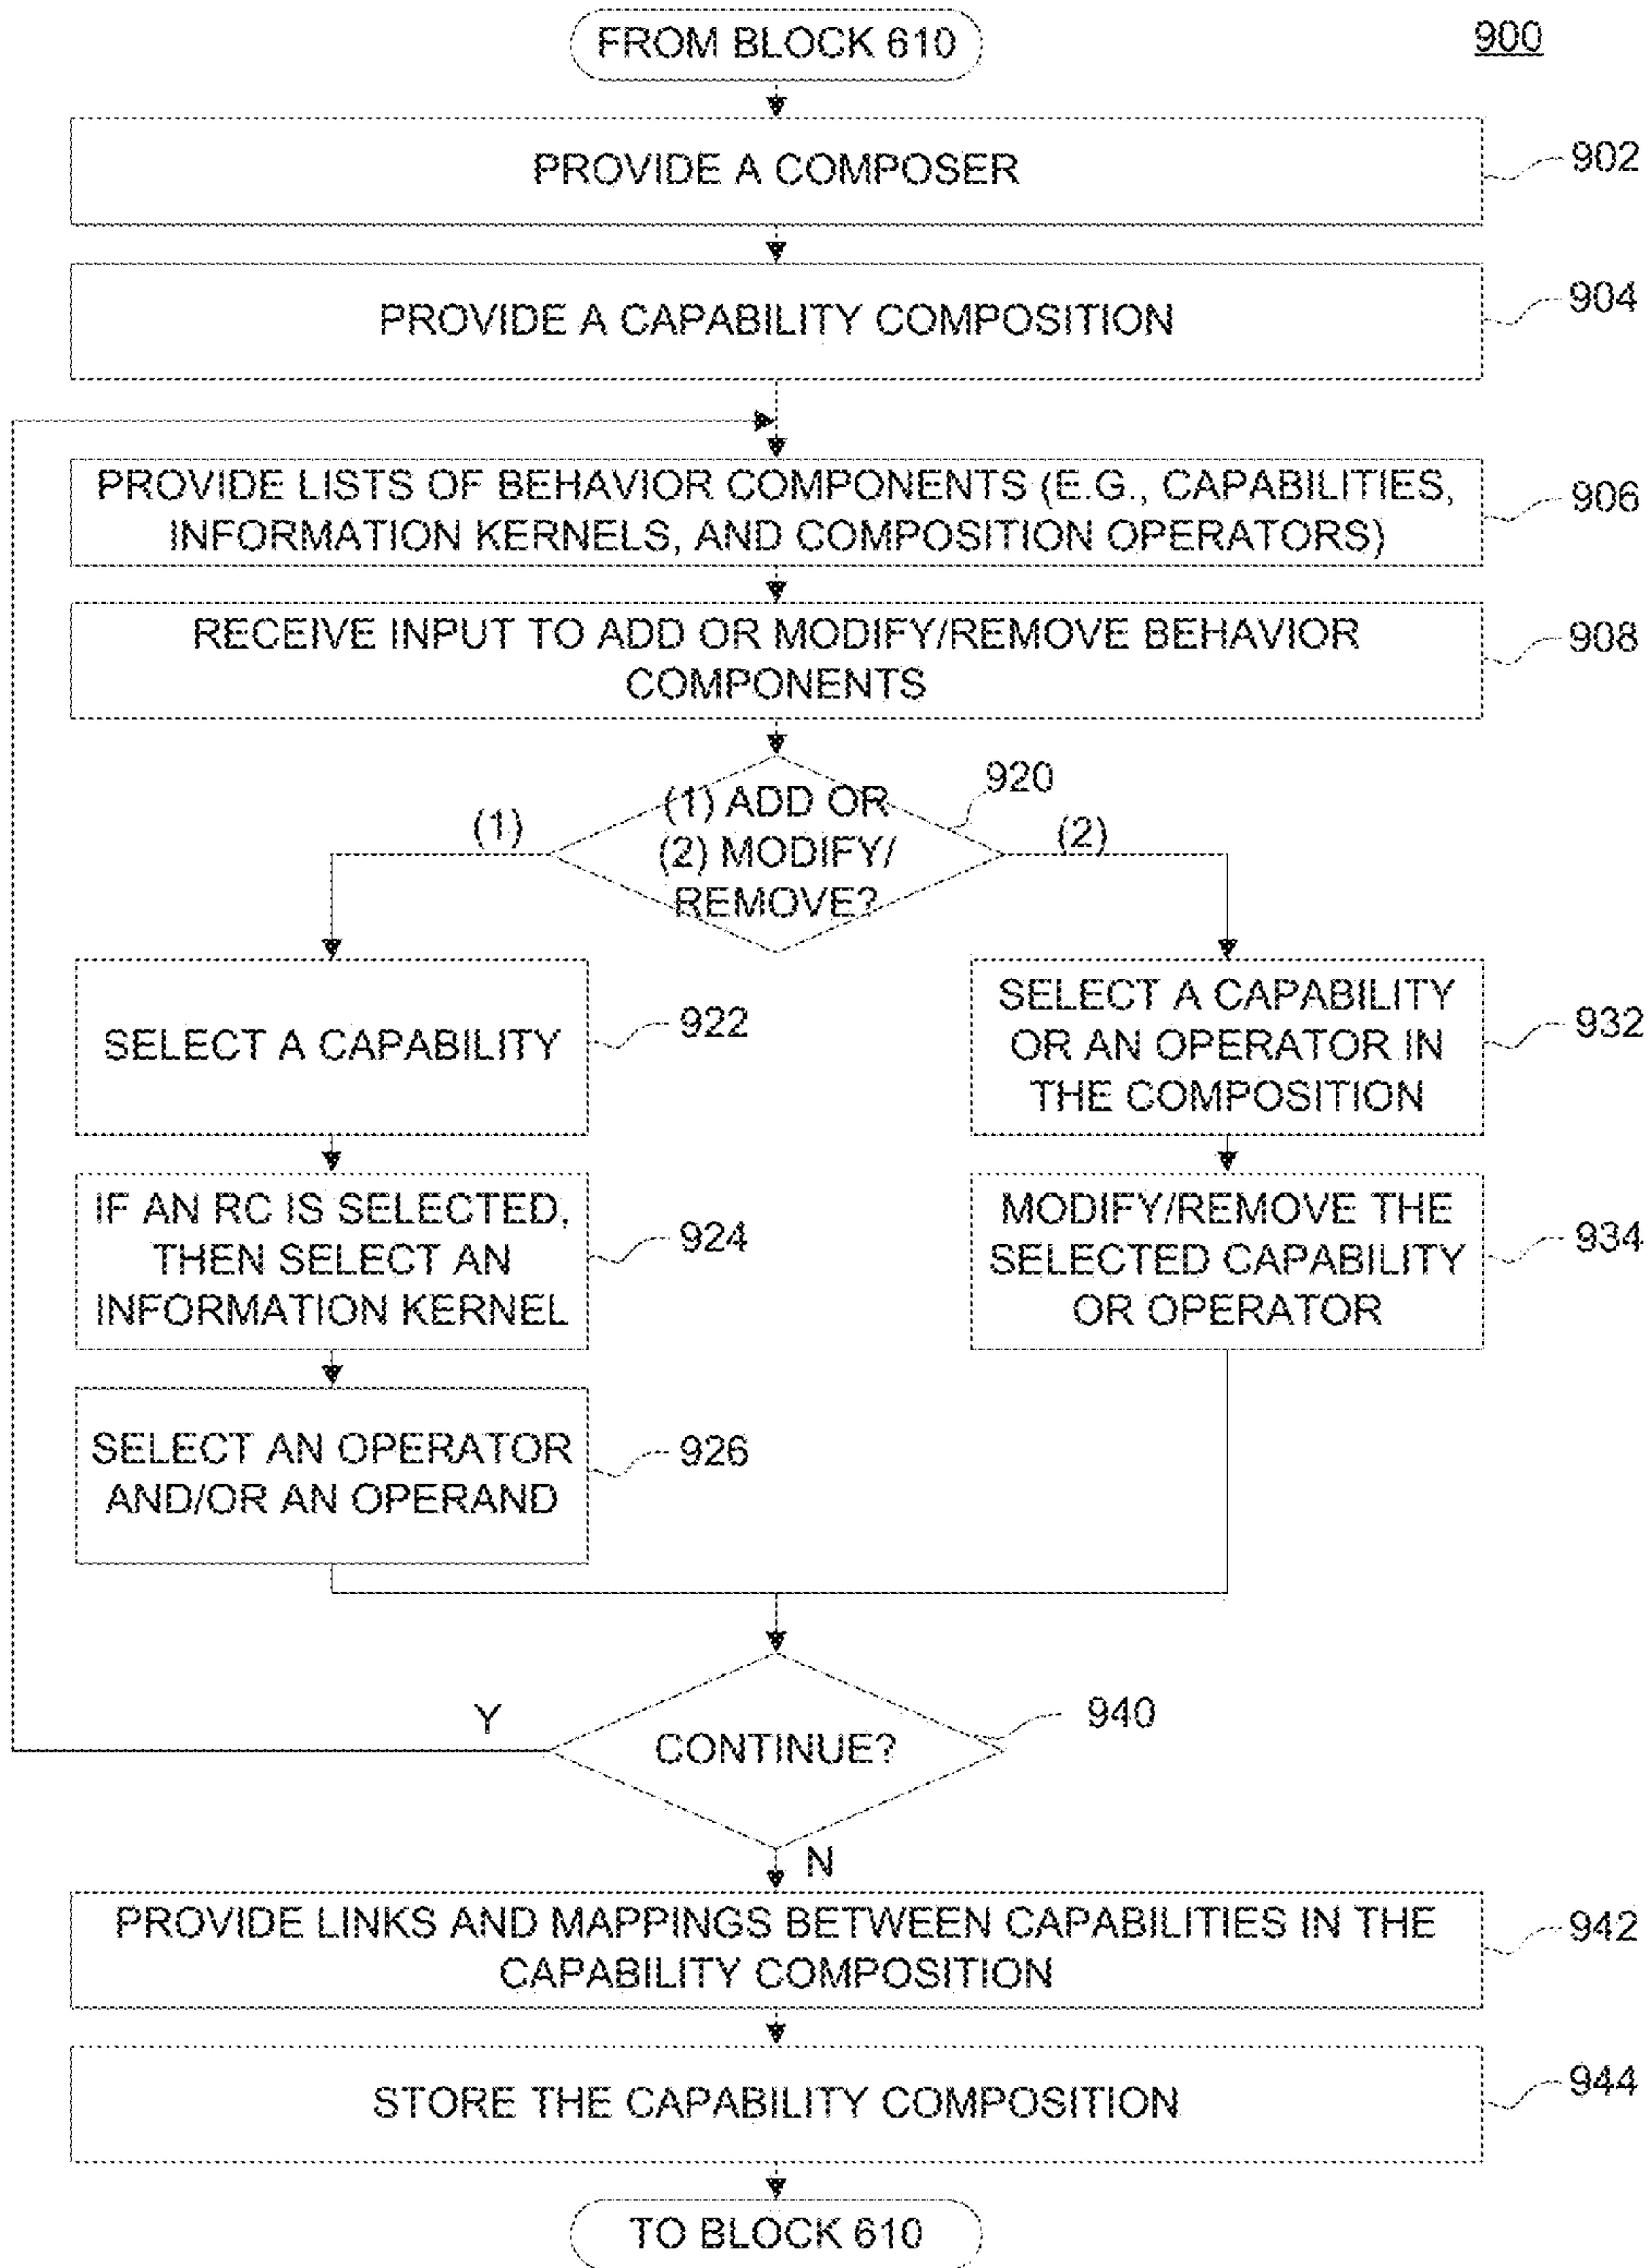 FROM BLOCK 610
900
PROVIDE A COMPOSER
902
PROVIDE A CAPABILITY COMPOSITION
904
PROVIDE LISTS OF BEHAVIOR COMPONENTS (E.G., CAPABILITIES,
INFORMATION KERNELS, AND COMPOSITION OPERATORS)
906
RECEIVE INPUT TO ADD OR MODIFY/REMOVE BEHAVIOR
COMPONENTS
908
(1) ADD OR
(2) MODIFY/
REMOVE?
920
(1)
(2)
SELECT A CAPABILITY
922
SELECT A CAPABILITY
OR AN OPERATOR IN
THE COMPOSITION
932
IF AN RC IS SELECTED,
THEN SELECT AN
INFORMATION KERNEL
924
MODIFY/REMOVE THE
SELECTED CAPABILITY
OR OPERATOR
934
SELECT AN OPERATOR
AND/OR AN OPERAND
926
Y
CONTINUE?
940
N
PROVIDE LINKS AND MAPPINGS BETWEEN CAPABILITIES IN THE
CAPABILITY COMPOSITION
942
STORE THE CAPABILITY COMPOSITION
944
TO BLOCK 610